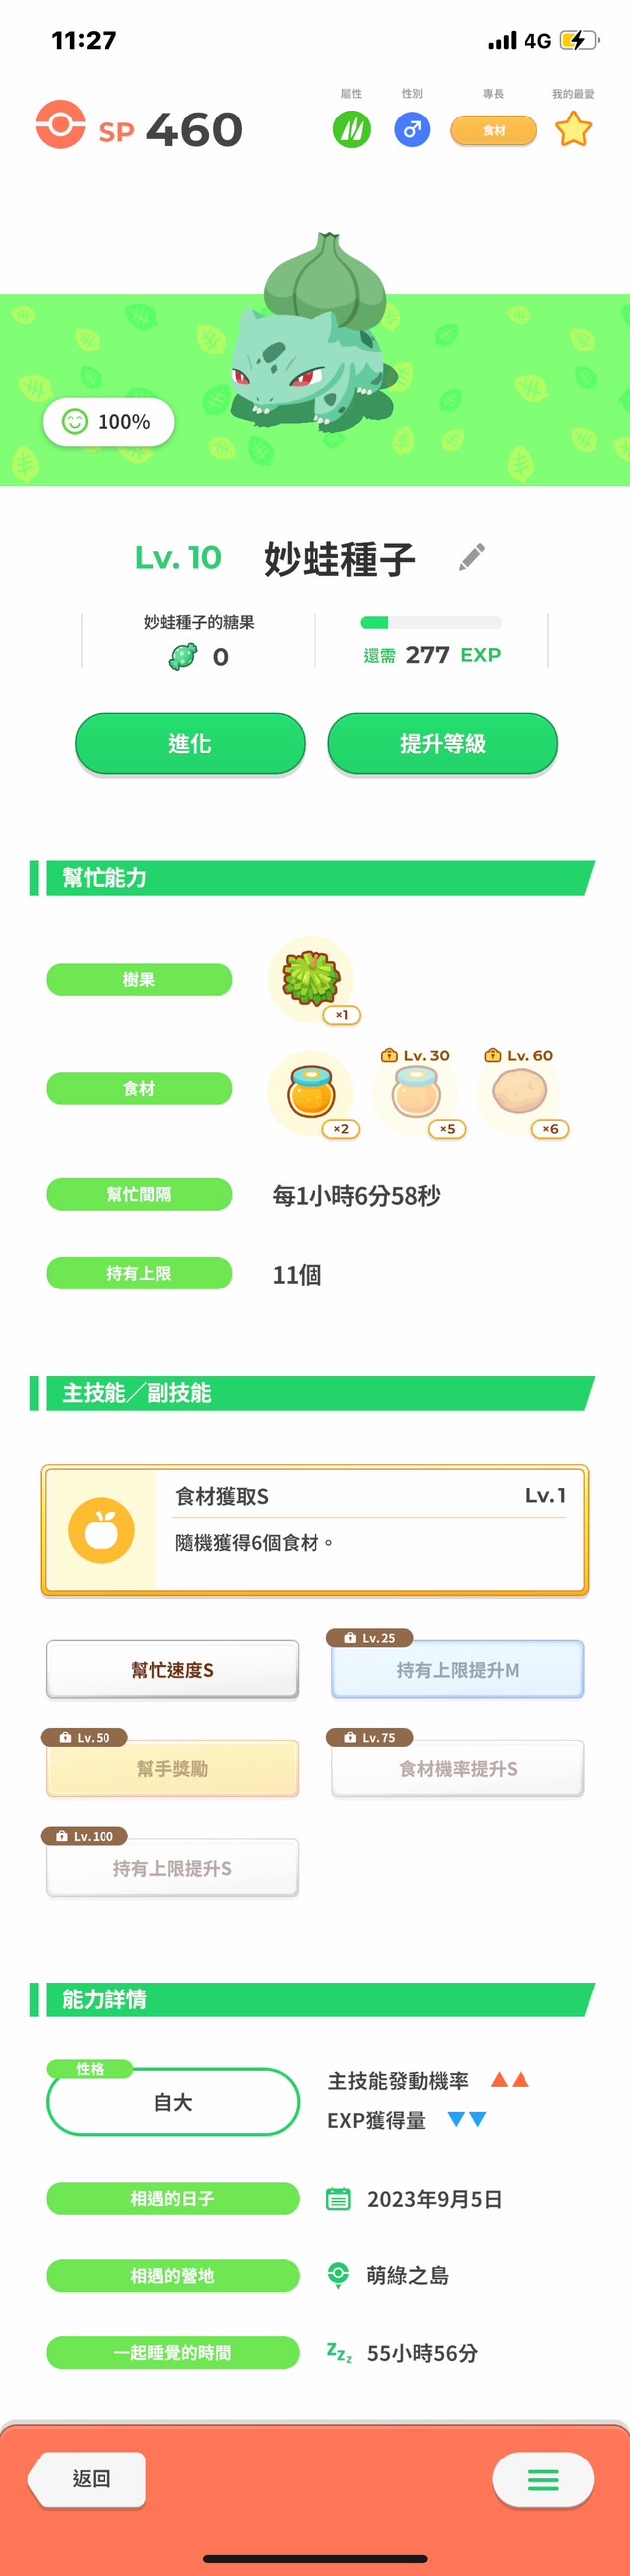 11:27 4G
屬性 性別 專長 我的最愛
SP 460 食材
100%
Lv. 10 妙蛙種子
妙蛙種子的糖果
0 還需 277 EXP
進化 提升等級
幫忙能力
樹果
×1
Lv. 30 Lv. 60
食材
×2 ×5 ×6
幫忙間隔 每1小時6分58秒
持有上限 11個
主技能／副技能
食材獲取S Lv.1
隨機獲得6個食材。
Lv.25
幫忙速度S 持有上限提升M
Lv.50 Lv.75
幫手獎勵 食材機率提升S
Lv.100
持有上限提升S
能力詳情
性格
自大
主技能發動機率 ▲▲
EXP獲得量 ▼▼
相遇的日子 2023年9月5日
相遇的營地 萌綠之島
一起睡覺的時間 zzz 55小時56分
返回